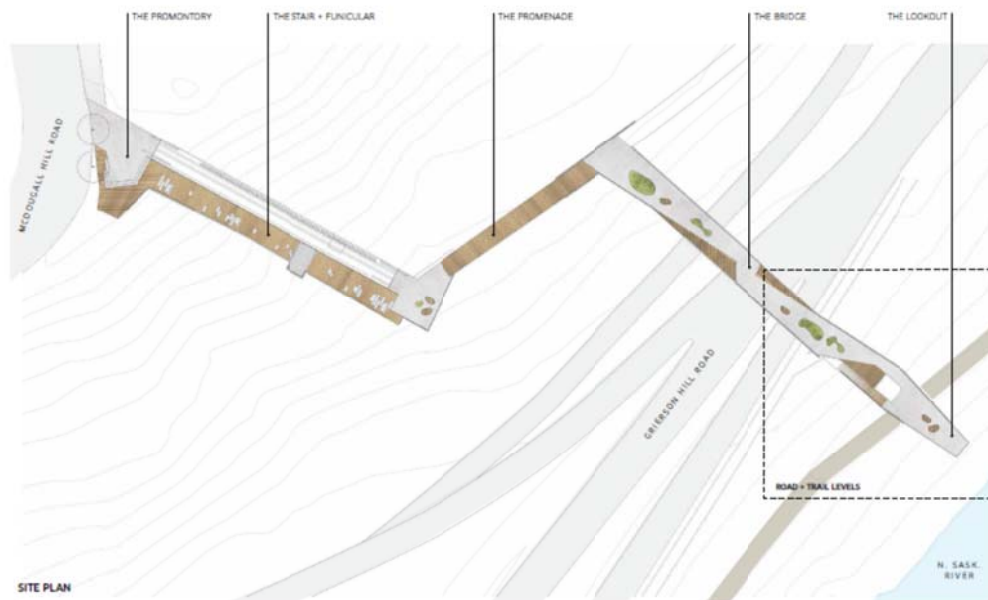 THE PROMONTORY
THE STAIR + FUNICULAR
THE PROMENADE
THE BRIDGE
THE LOOKOUT
MCDOUGALL HILL ROAD
GRIERSON HILL ROAD
ROAD + TRAIL LEVELS
N. SASK.
RIVER
SITE PLAN